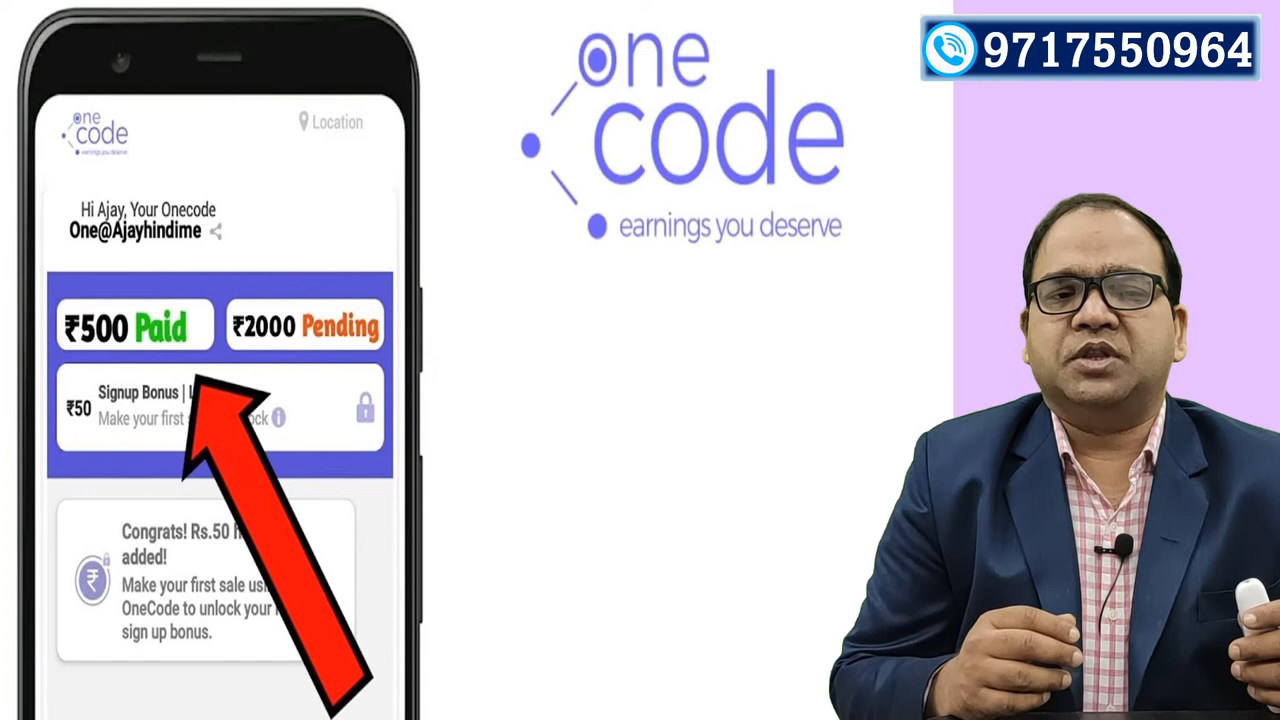 one
code
earnings you deserve
Location
Hi Ajay, Your Onecode
One@Ajayhindime
₹500 Paid
₹2000 Pending
₹50
Signup Bonus |
Make your first
Congrats! Rs.50
added!
Make your first sale
OneCode to unlock your
sign up bonus.
one
code
earnings you deserve
9717550964